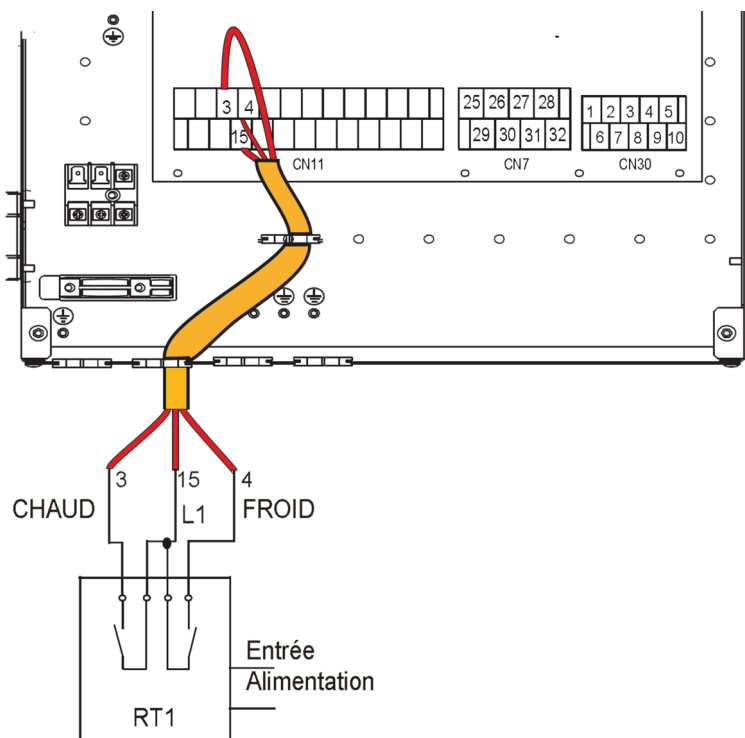 3 4
25 26 27 28
1 2 3 4 5
15
29 30 31 32
6 7 8 9 10
CN11
CN7
CN30
3
15
4
CHAUD
L1
FROID
Entrée
Alimentation
RT1